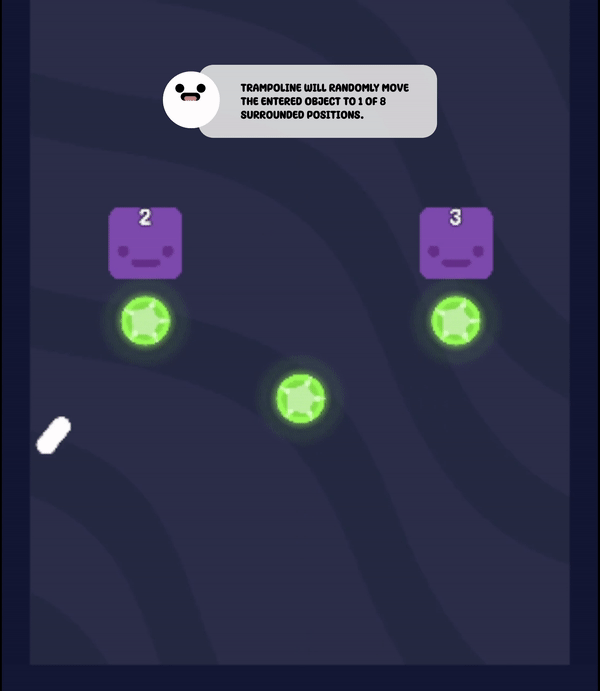 TRAMPOLINE WILL RANDOMLY MOVE
THE ENTERED OBJECT TO 1 OF 8
SURROUNDED POSITIONS.
2
3